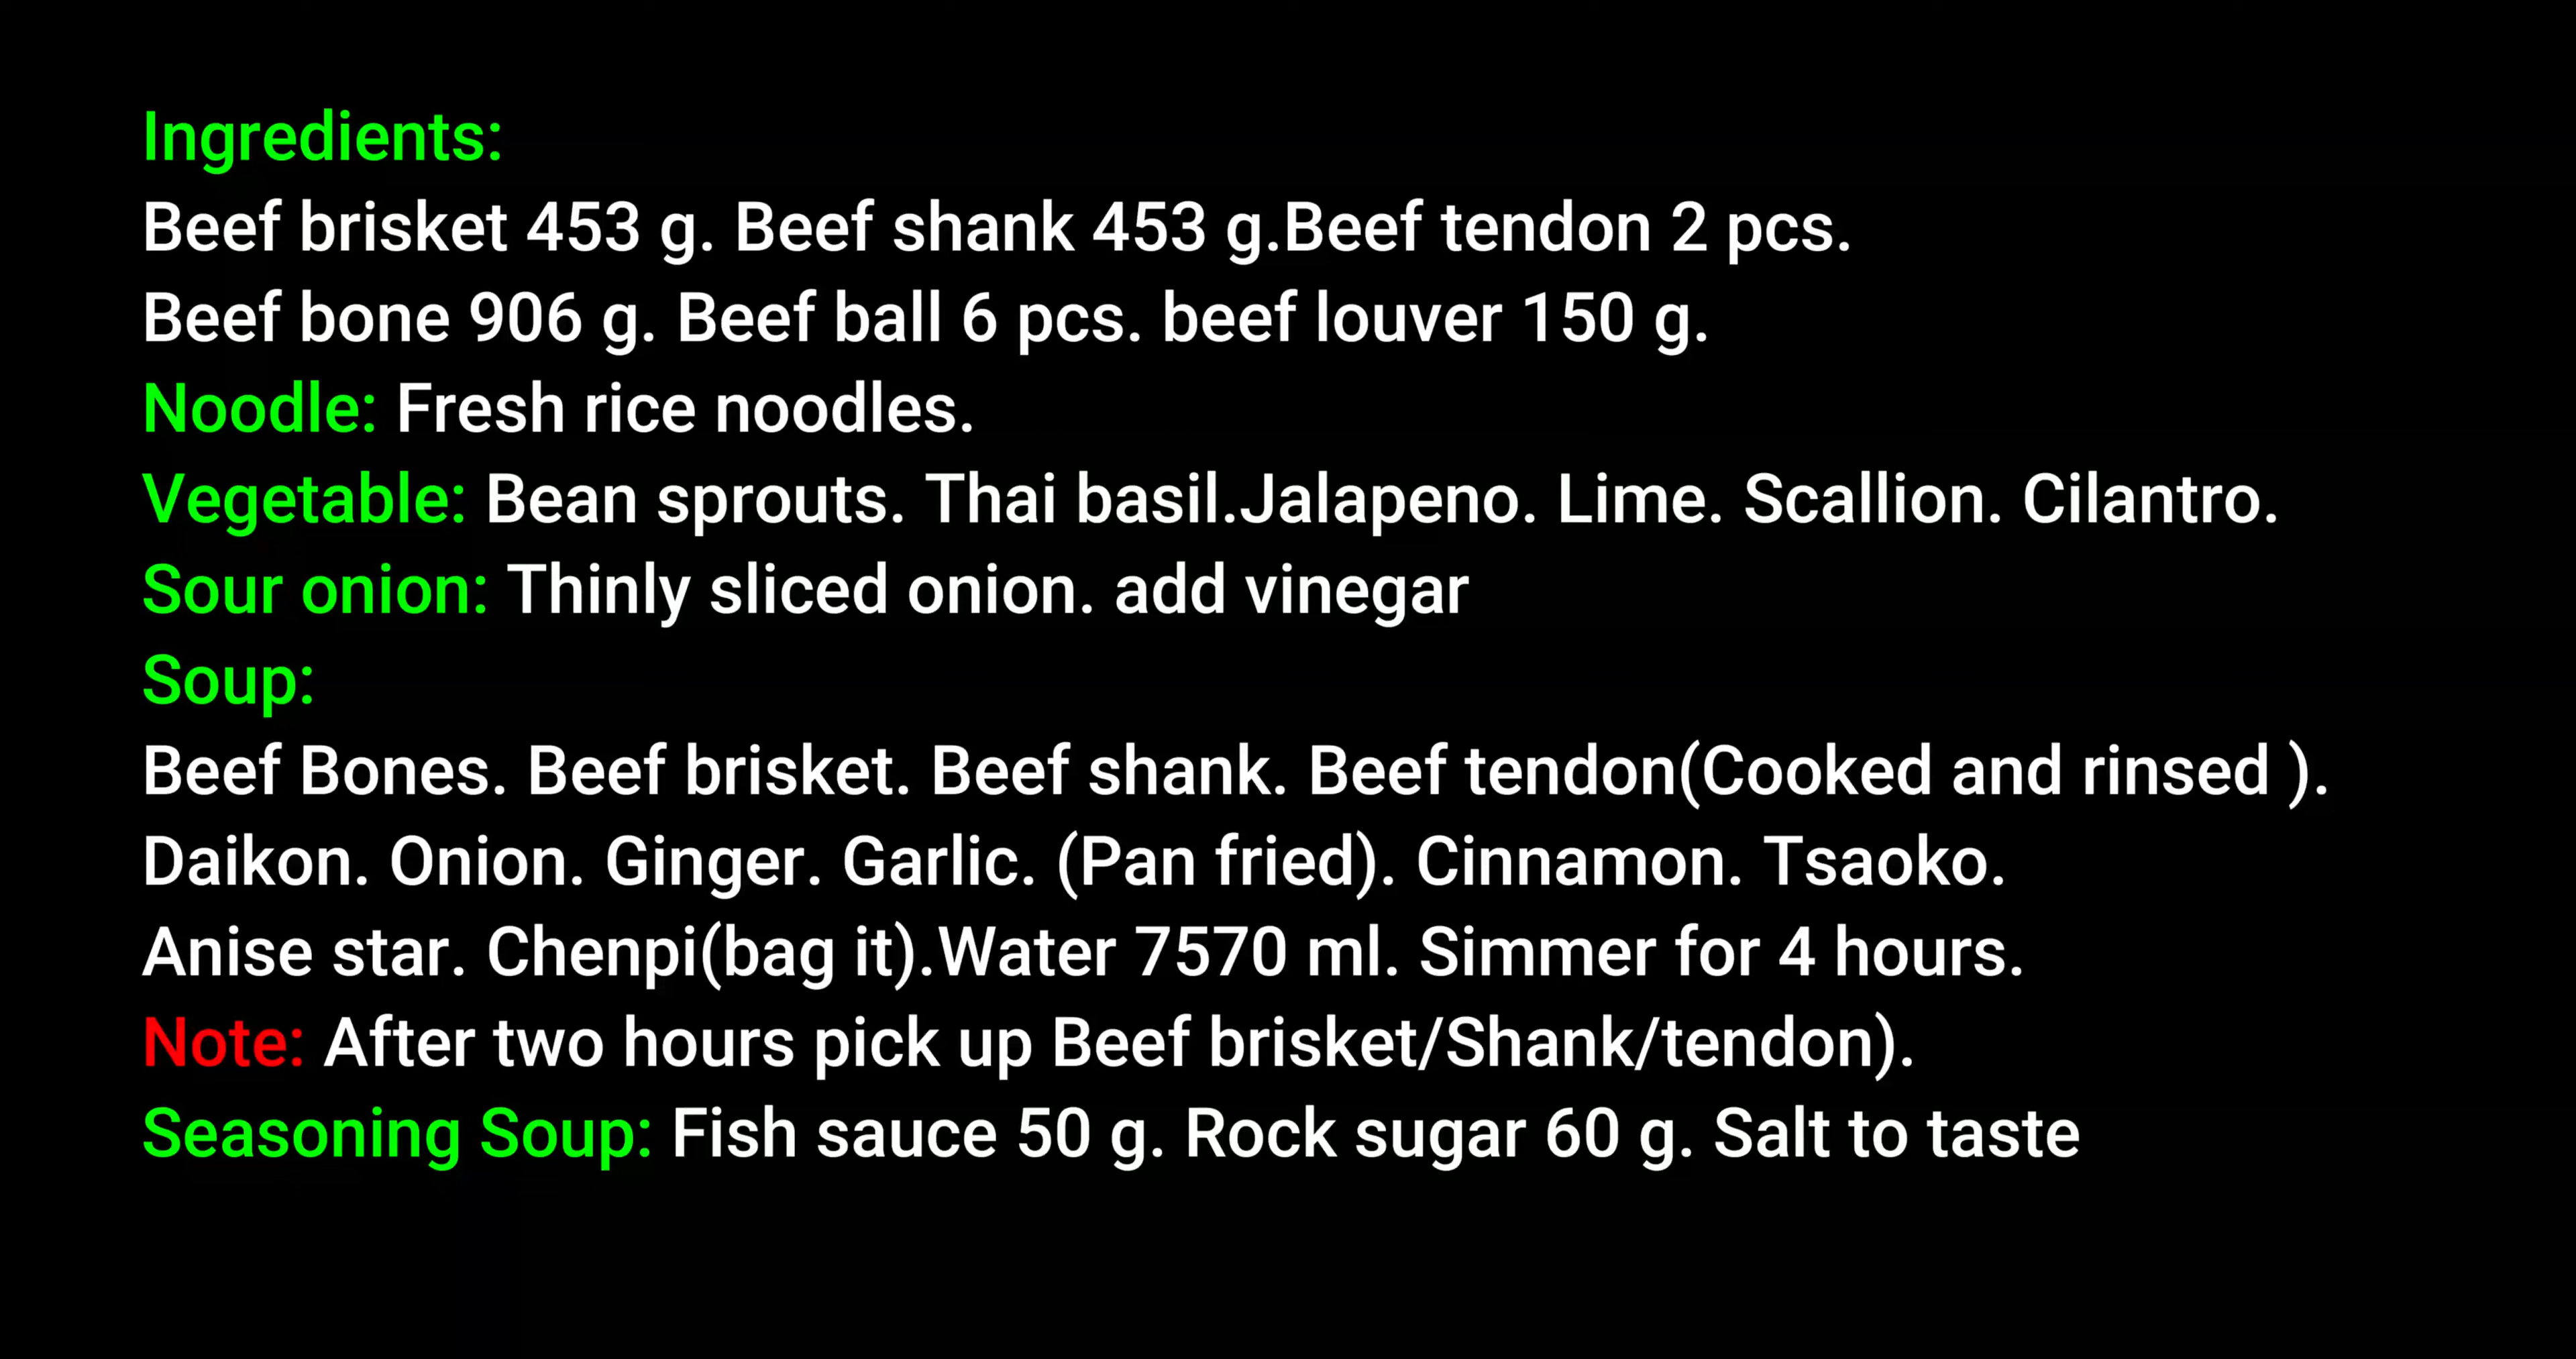 Ingredients:
Beef brisket 453 g. Beef shank 453 g.Beef tendon 2 pcs.
Beef bone 906 g. Beef ball 6 pcs. beef louver 150 g.
Noodle: Fresh rice noodles.
Vegetable: Bean sprouts. Thai basil.Jalapeno. Lime. Scallion. Cilantro.
Sour onion: Thinly sliced onion. add vinegar
Soup:
Beef Bones. Beef brisket. Beef shank. Beef tendon(Cooked and rinsed ).
Daikon. Onion. Ginger. Garlic. (Pan fried). Cinnamon. Tsaoko.
Anise star. Chenpi(bag it).Water 7570 ml. Simmer for 4 hours.
Note: After two hours pick up Beef brisket/Shank/tendon).
Seasoning Soup: Fish sauce 50 g. Rock sugar 60 g. Salt to taste